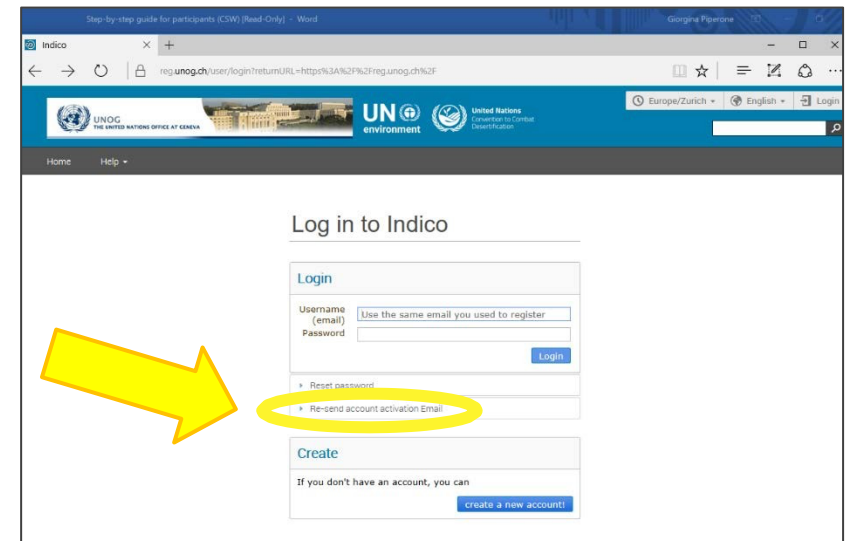 Step-by-step guide for participants (CSW) [Read-Only] - Word
Giorgina Piperone
Indico
reg.unog.ch/user/login?returnURL=https%3A%2F%2Freg.unog.ch%2F
UNOG
THE UNITED NATIONS OFFICE AT GENEVA
UN
environment
United Nations
Convention to Combat
Desertification
Europe/Zurich
English
Login
Home Help
Log in to Indico
Login
Username
(email)
Use the same email you used to register
Password
Login
Reset password
Re-send account activation Email
Create
If you don't have an account, you can
create a new account!